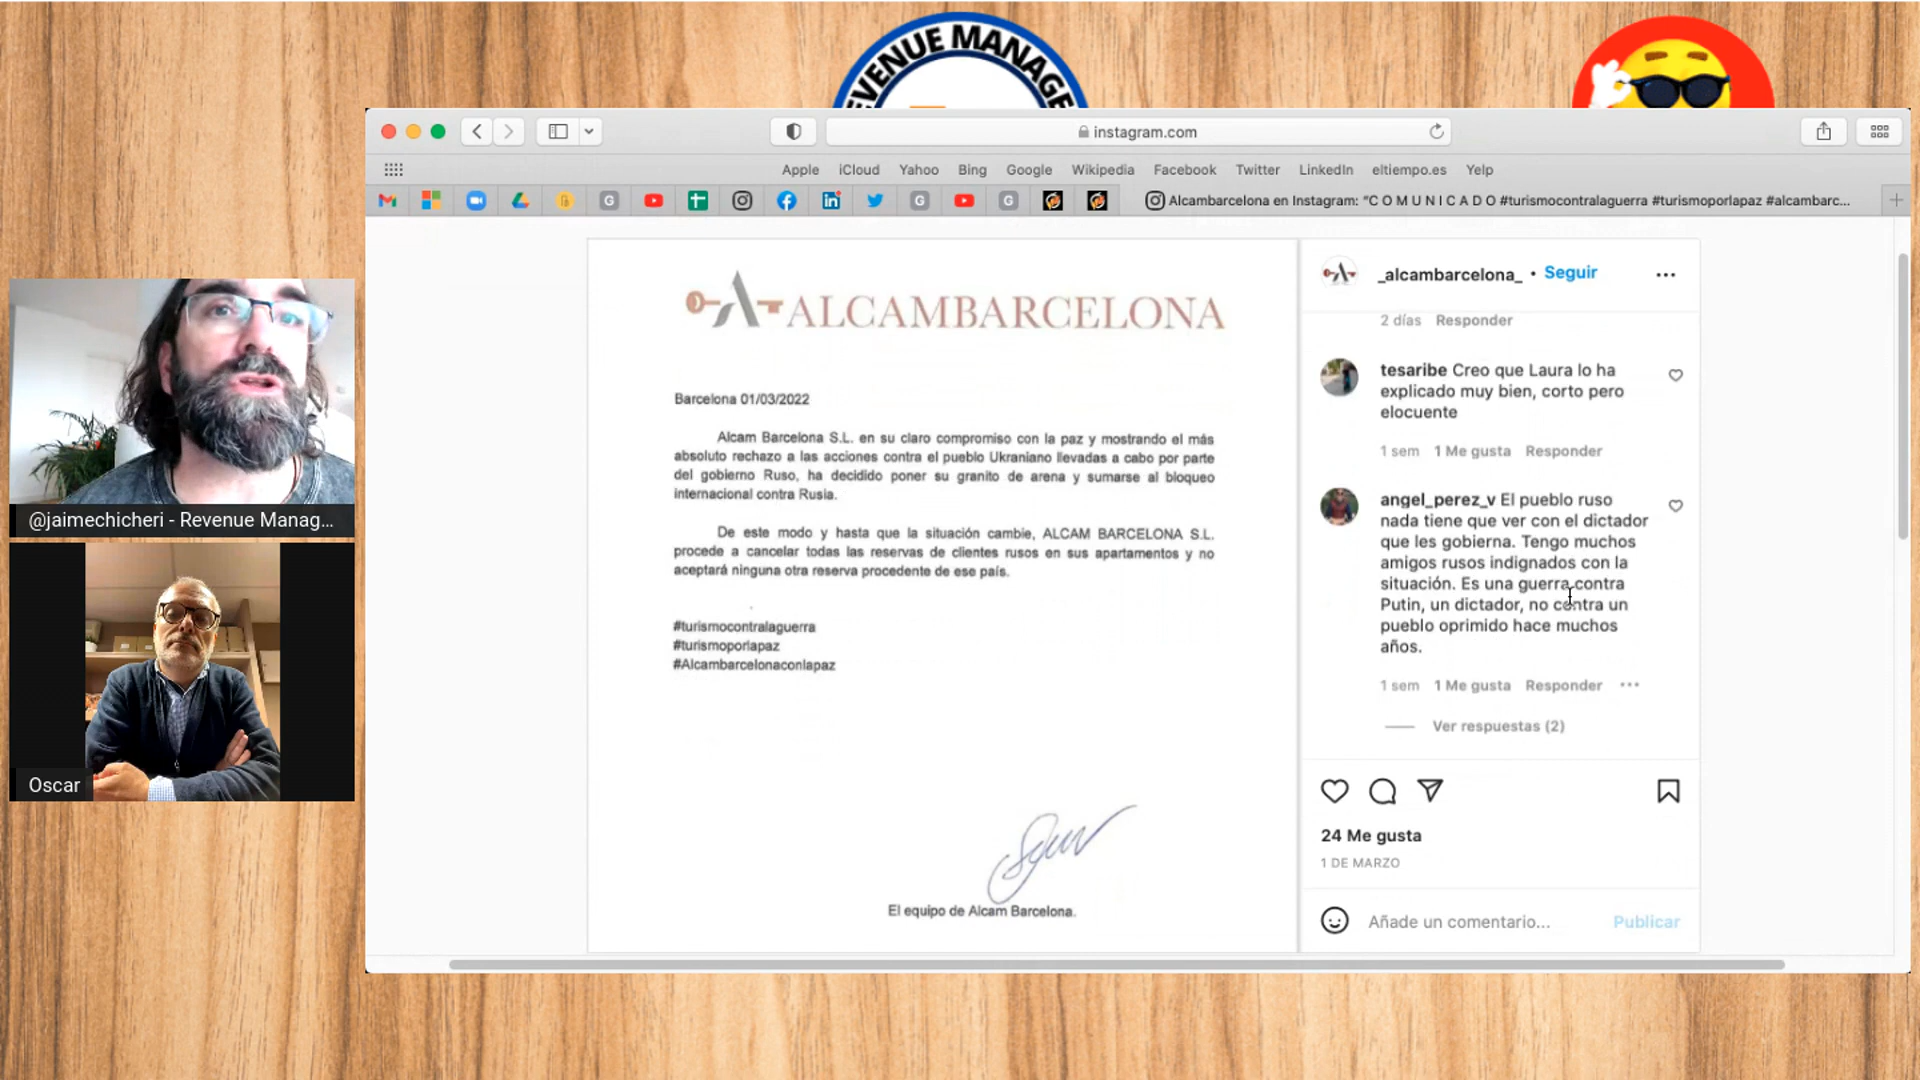 REVENUE MANAGE
instagram.com
Apple iCloud Yahoo Bing Google Wikipedia Facebook Twitter LinkedIn eltiempo.es Yelp
Alcambarcelona en Instagram: “C O M U N I C A D O #turismocontralaguerra #turismoporlapaz #alcambarc...
ALCAMBARCELONA
Barcelona 01/03/2022
Alcam Barcelona S.L. en su claro compromiso con la paz y mostrando el más
absoluto rechazo a las acciones contra el pueblo Ukraniano llevadas a cabo por parte
del gobierno Ruso, ha decidido poner su granito de arena y sumarse al bloqueo
internacional contra Rusia.
De este modo y hasta que la situación cambie, ALCAM BARCELONA S.L.
procede a cancelar todas las reservas de clientes rusos en sus apartamentos y no
aceptará ninguna otra reserva procedente de ese país.
#turismocontralaguerra
#turismoporlapaz
#Alcambarcelonaconlapaz
El equipo de Alcam Barcelona.
_alcambarcelona_ • Seguir
2 días Responder
tesaribe Creo que Laura lo ha
explicado muy bien, corto pero
elocuente
1 sem 1 Me gusta Responder
angel_perez_v El pueblo ruso
nada tiene que ver con el dictador
que les gobierna. Tengo muchos
amigos rusos indignados con la
situación. Es una guerra contra
Putin, un dictador, no contra un
pueblo oprimido hace muchos
años.
1 sem 1 Me gusta Responder
Ver respuestas (2)
24 Me gusta
1 DE MARZO
Añade un comentario... Publicar
@jaimechicheri - Revenue Manag...
Oscar